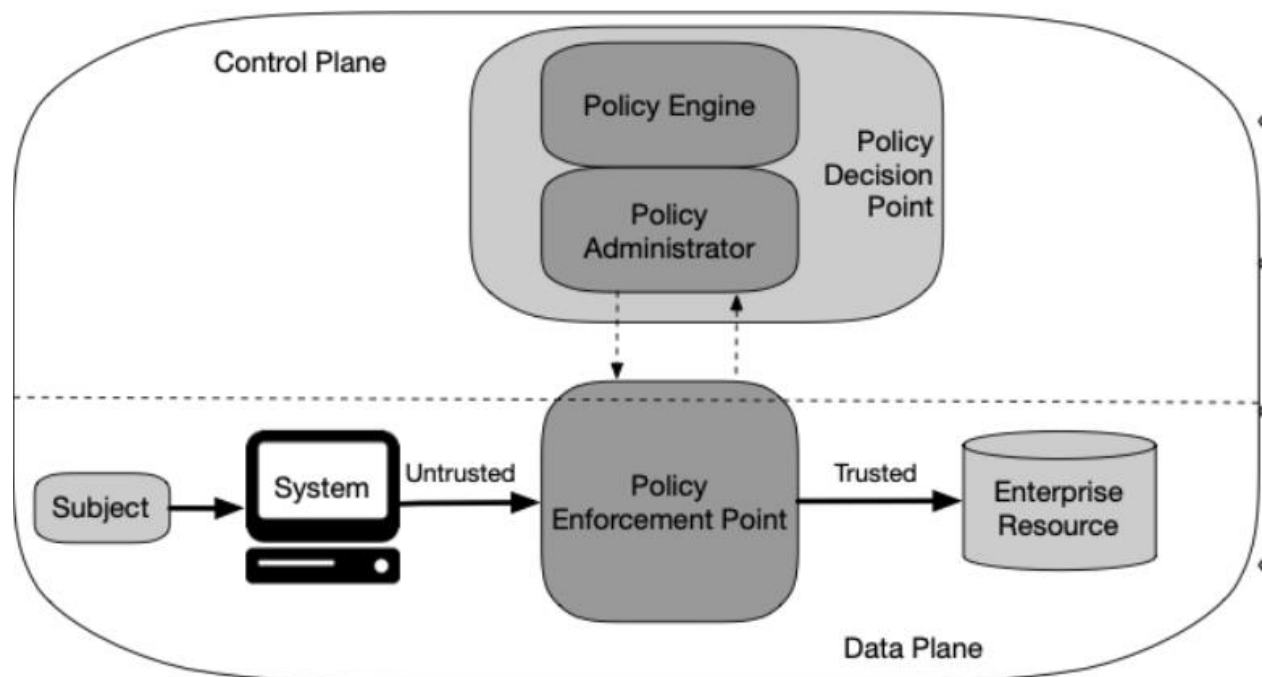 Control Plane
Policy Engine
Policy
Decision
Point
Policy
Administrator
Subject
System
Untrusted
Policy
Enforcement Point
Trusted
Enterprise
Resource
Data Plane